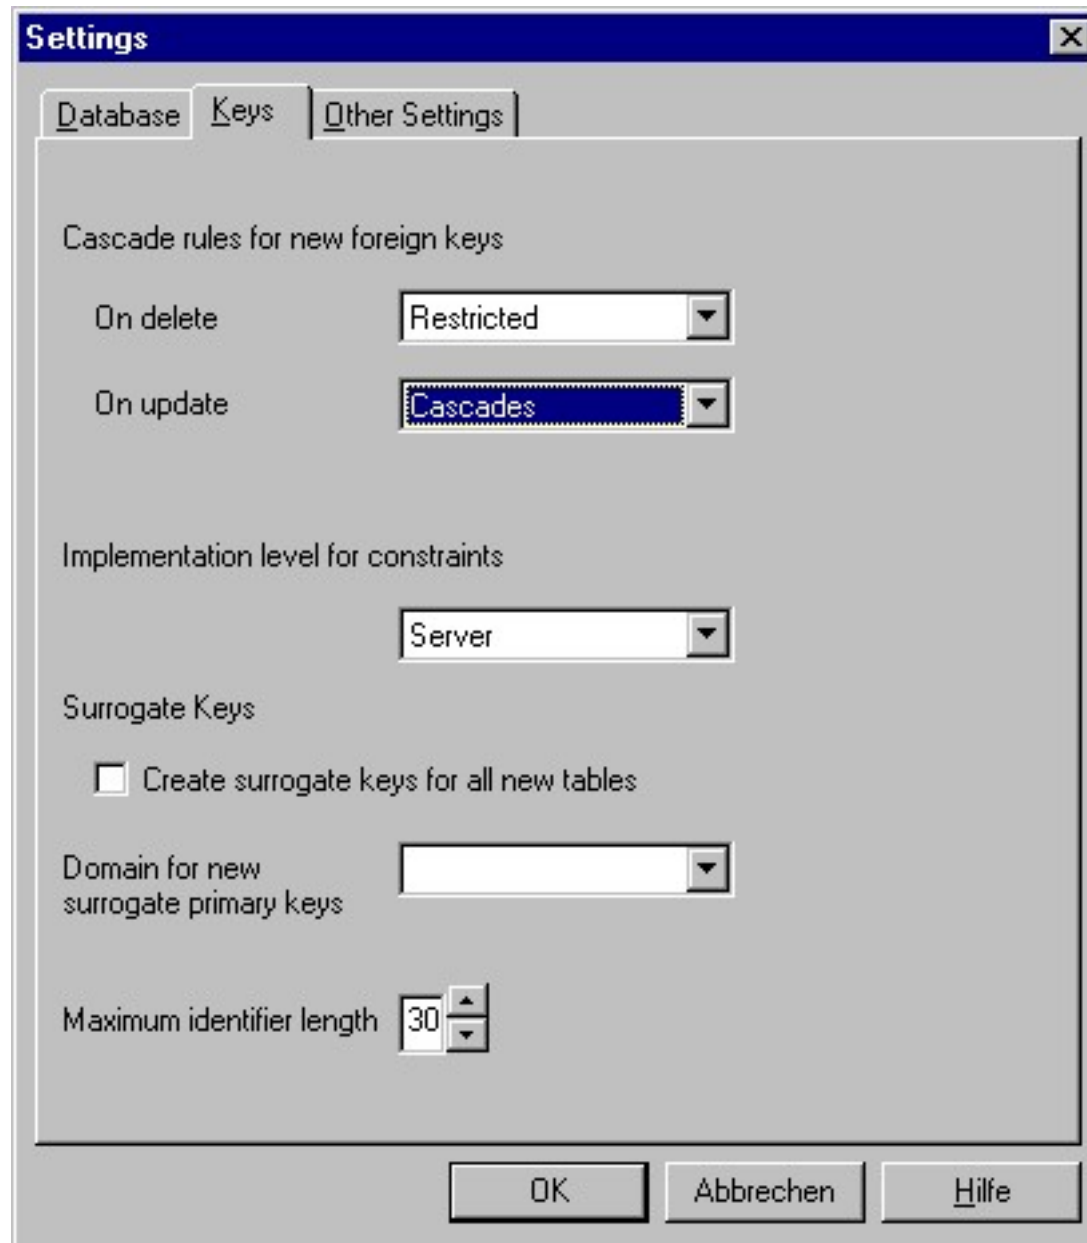 Settings
Database Keys Other Settings
Cascade rules for new foreign keys
On delete Restricted
On update Cascades
Implementation level for constraints
Server
Surrogate Keys
Create surrogate keys for all new tables
Domain for new
surrogate primary keys
Maximum identifier length 30
OK Abbrechen Hilfe